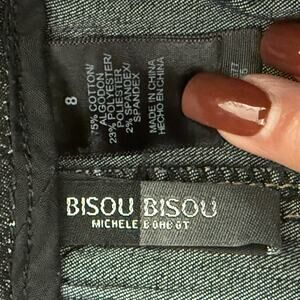 8
75% COTTON/
ALGODON
23% POLYESTER/
POLIESTER
2% SPANDEX/
SPANDEX
MADE IN CHINA
HECHO EN CHINA
BISOU BISOU
MICHELE BOHBOT